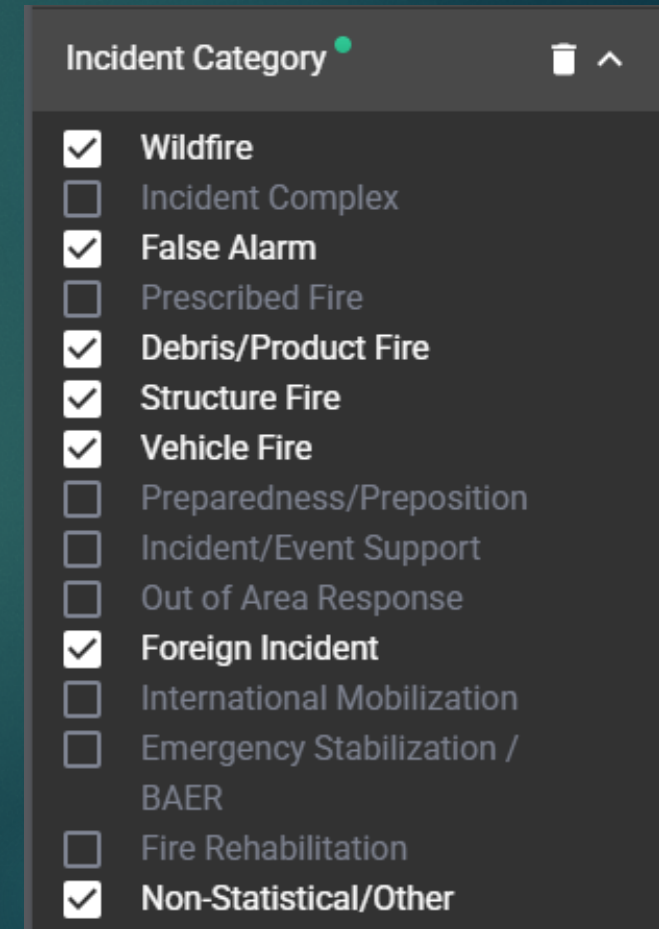 Incident Category
Wildfire
Incident Complex
False Alarm
Prescribed Fire
Debris/Product Fire
Structure Fire
Vehicle Fire
Preparedness/Preposition
Incident/Event Support
Out of Area Response
Foreign Incident
International Mobilization
Emergency Stabilization /
BAER
Fire Rehabilitation
Non-Statistical/Other